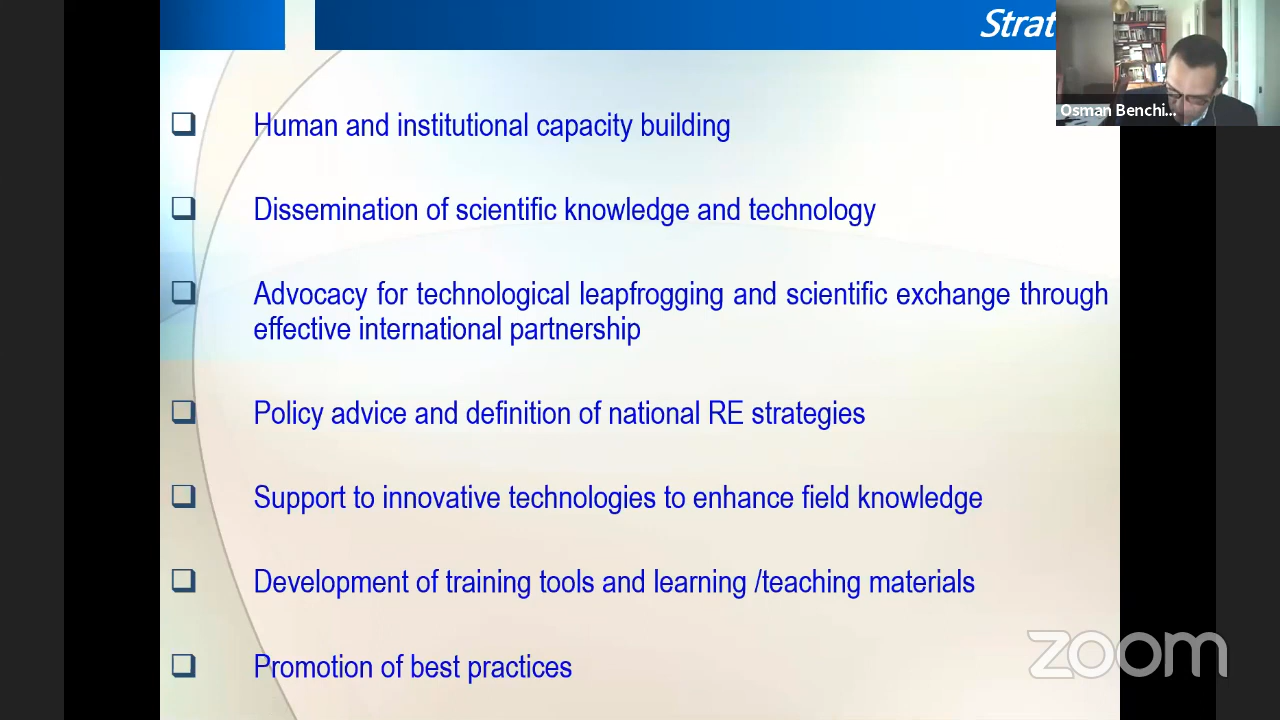 Strat
Osman Benchi...
❑ Human and institutional capacity building
❑ Dissemination of scientific knowledge and technology
❑ Advocacy for technological leapfrogging and scientific exchange through
effective international partnership
❑ Policy advice and definition of national RE strategies
❑ Support to innovative technologies to enhance field knowledge
❑ Development of training tools and learning /teaching materials
❑ Promotion of best practices
zoom